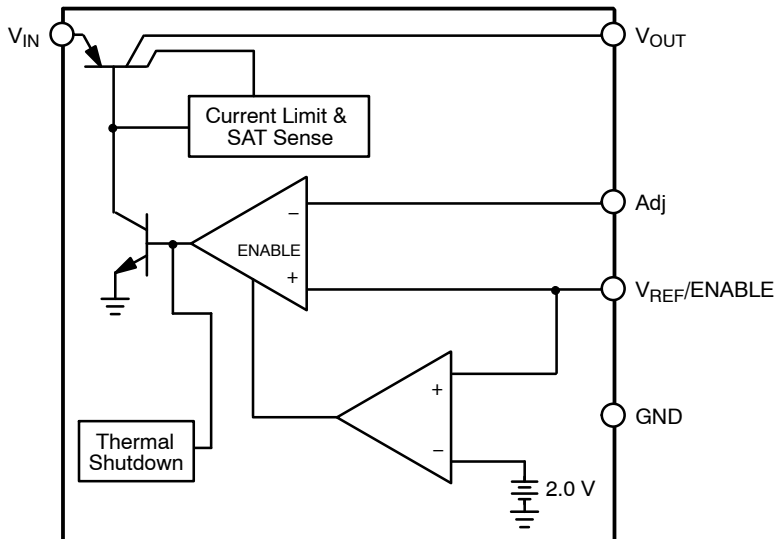 VIN
VOUT
Current Limit &
SAT Sense
Adj
−
ENABLE
+
VREF/ENABLE
+
GND
Thermal
Shutdown
−
2.0 V